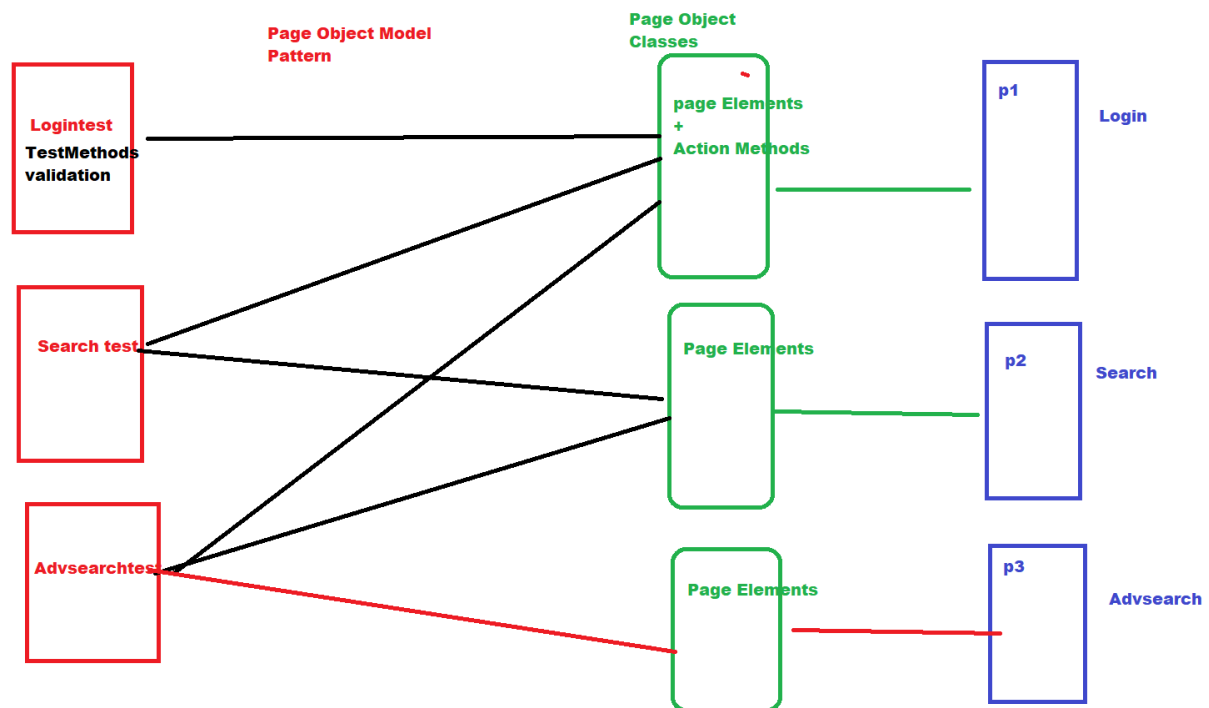 Page Object Model
Pattern
Page Object
Classes
Logintest
TestMethods
validation
page Elements
+
Action Methods
p1
Login
Search test
Page Elements
p2
Search
Advsearchtest
Page Elements
p3
Advsearch